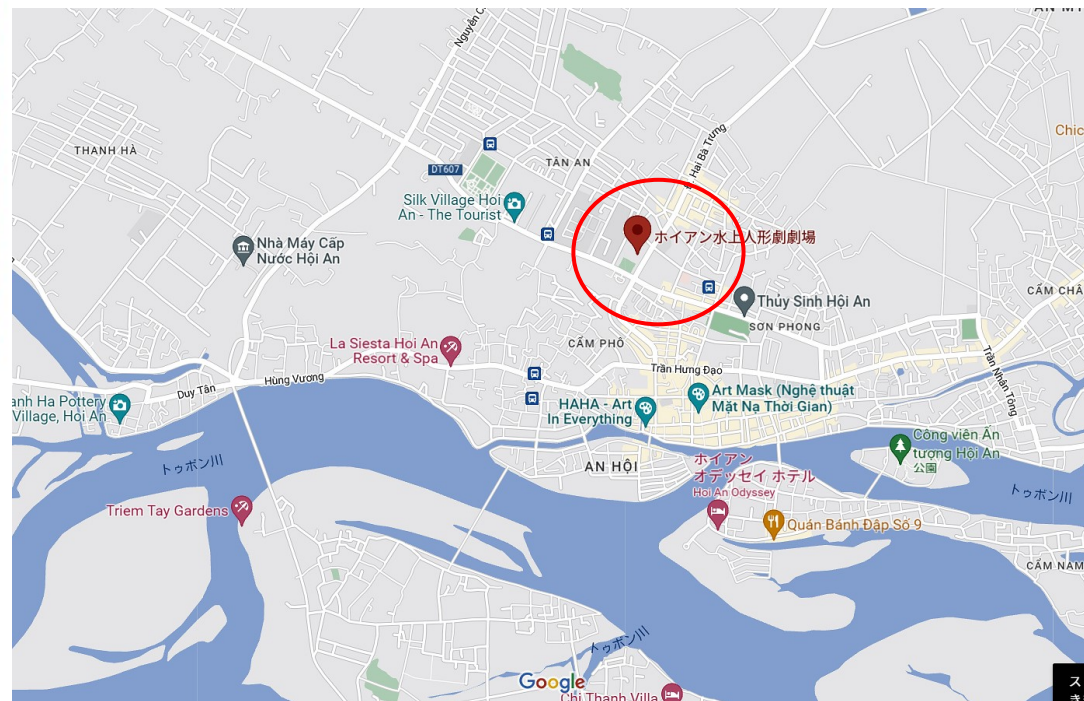 AN MỸ
Nguyễn
THANH HÀ
DT607
TÂN AN
Hai Bà Trưng
Chic
Silk Village Hoi
An - The Tourist
ホイアン水上人形劇劇場
Nhà Máy Cấp
Nước Hội An
Thủy Sinh Hội An
CẨM CHÂ
SƠN PHONG
La Siesta Hoi An
Resort & Spa
CẨM PHÔ
Trần Hưng Đạo
Trần Nhân Tông
Duy Tân
Hùng Vương
anh Ha Pottery
Village, Hoi An
HAHA - Art
In Everything
Art Mask (Nghệ thuật
Mặt Nạ Thời Gian)
Công viên Ấn
tượng Hội An
公園
トゥボン川
AN HỘI
ホイアン
オデッセイ ホテル
Hoi An Odyssey
トゥボン川
Triem Tay Gardens
Quán Bánh Đập Số 9
CẨM NAM
トゥボン川
Google
Chi Thanh Villa
ス